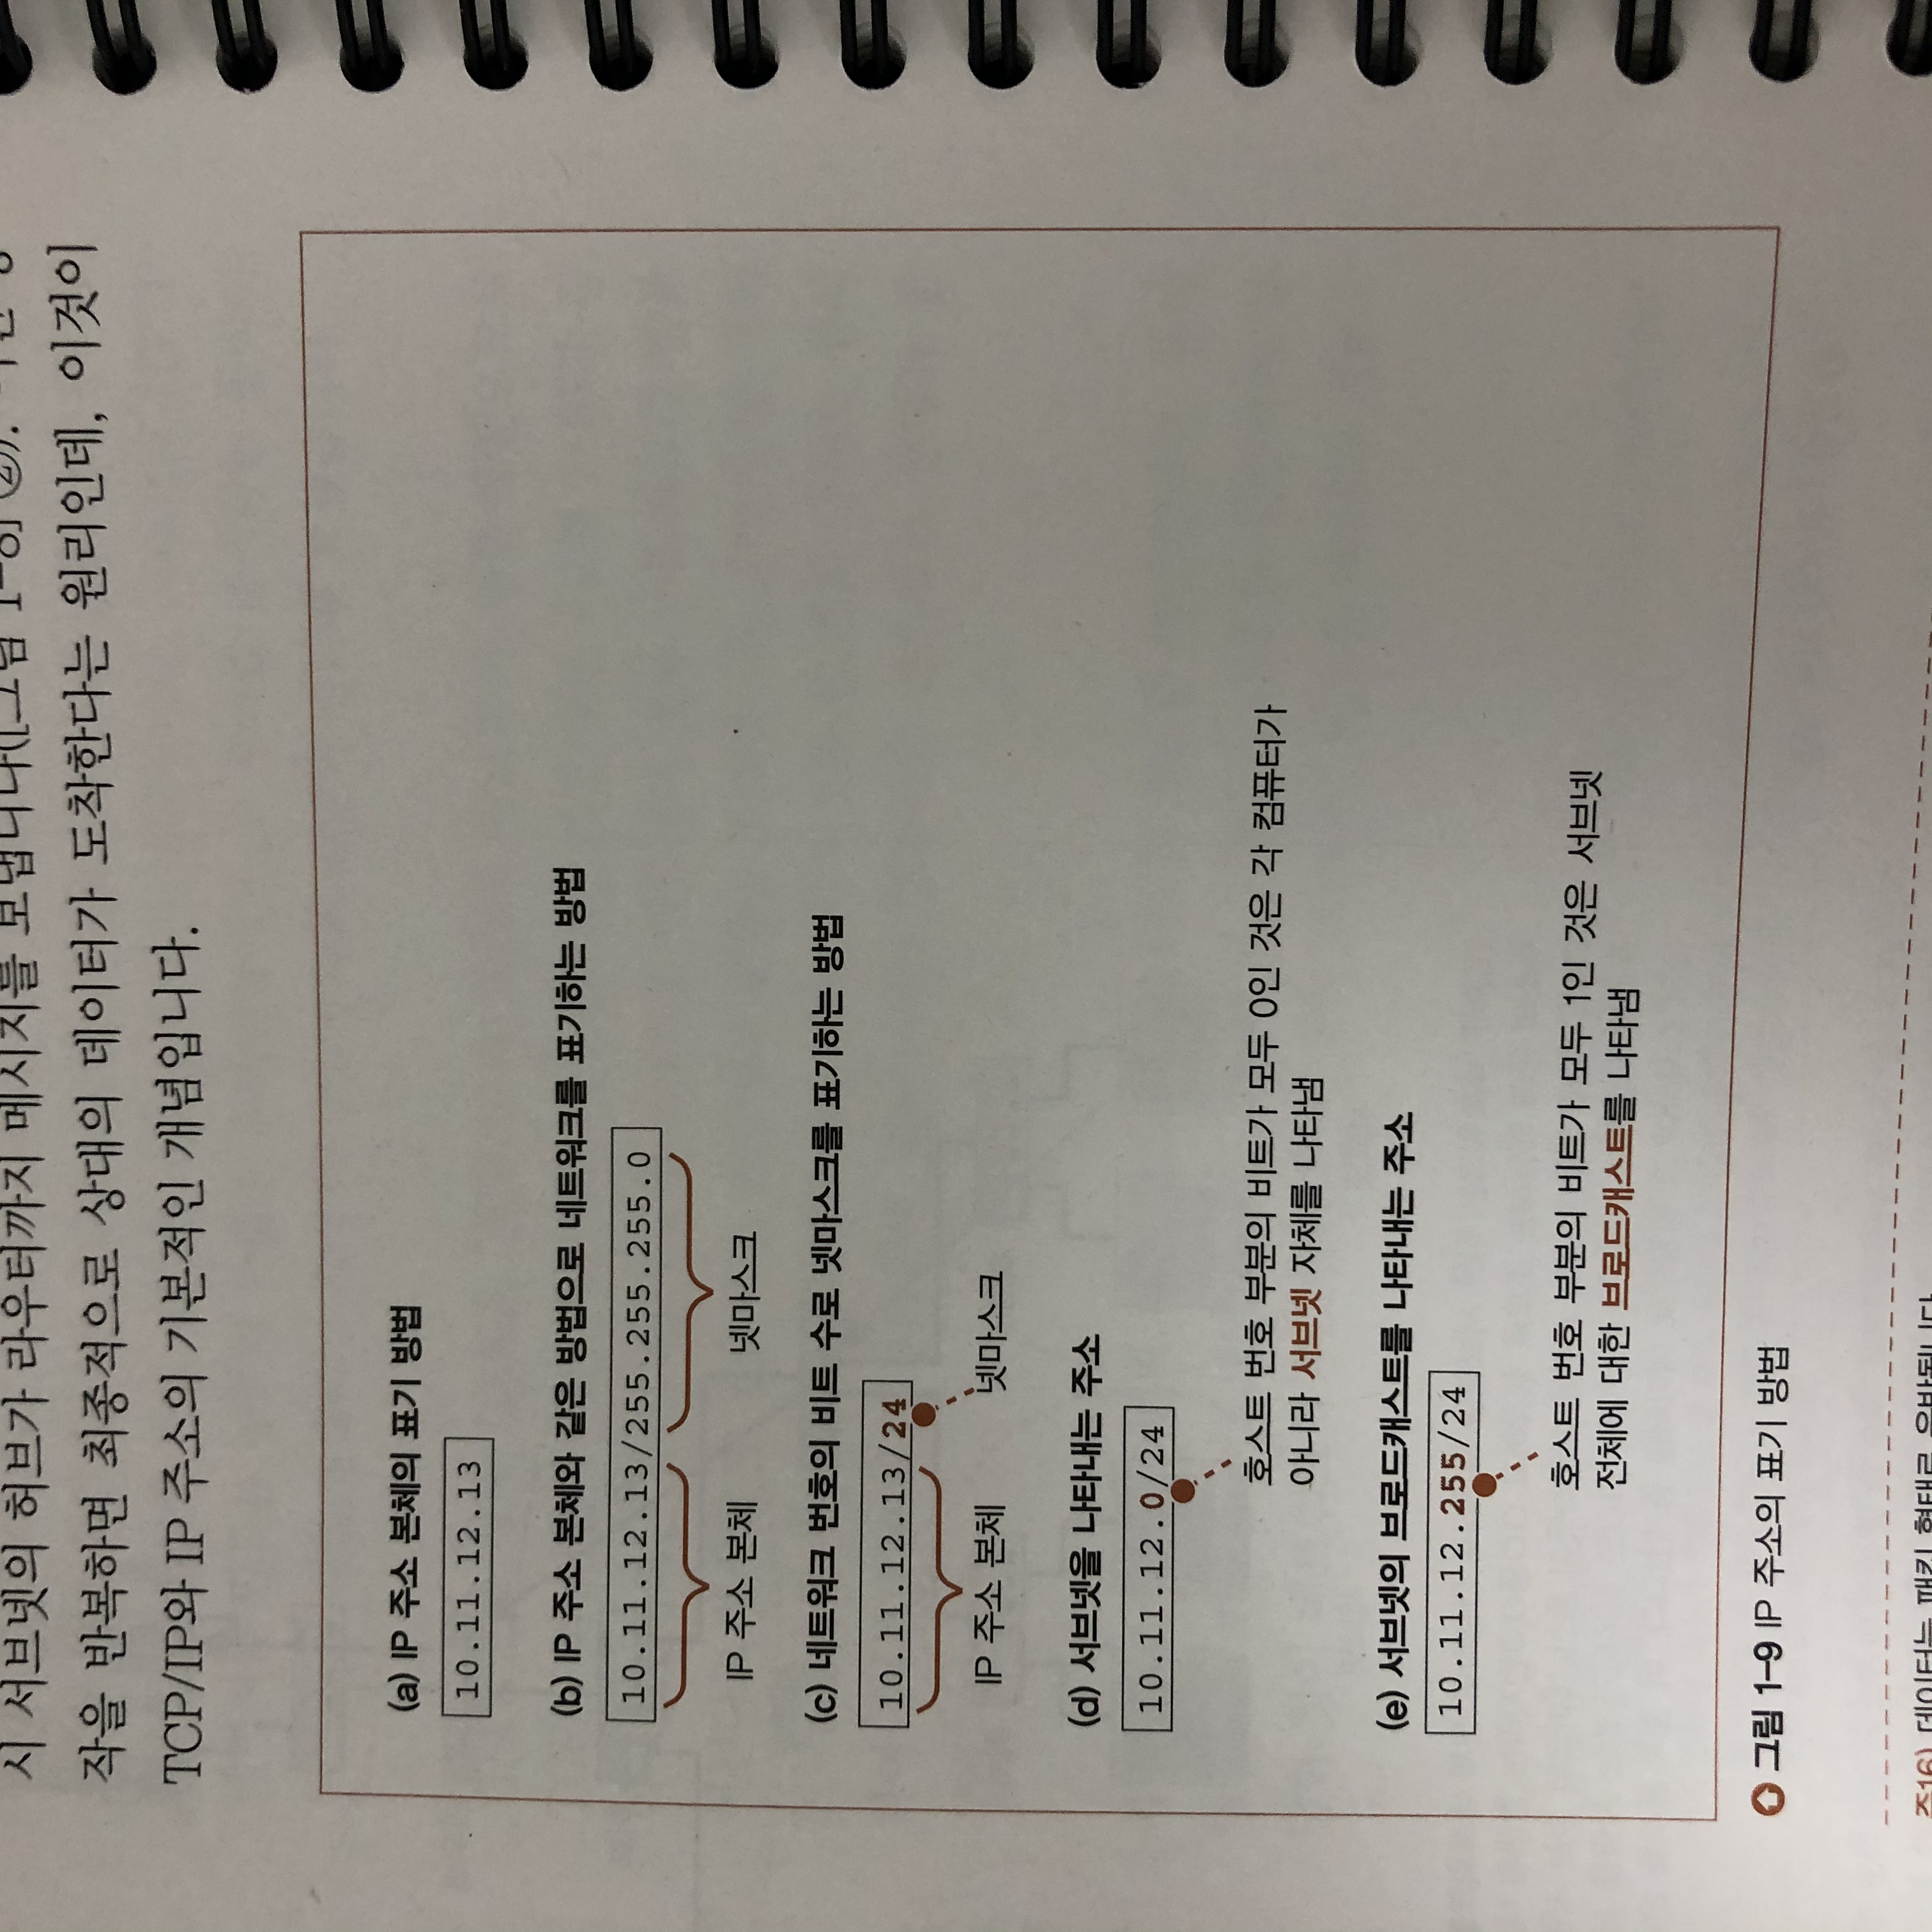 시 서브넷의 허브가 라우터까지 메시지를 보냅니다([그림 1-8] ②).
작을 반복하면 최종적으로 상대의 데이터가 도착한다는 원리인데, 이것이
TCP/IP와 IP 주소의 기본적인 개념입니다.
(a) IP 주소 본체의 표기 방법
10.11.12.13
(b) IP 주소 본체와 같은 방법으로 네트워크를 표기하는 방법
10.11.12.13/255.255.255.0
IP 주소 본체 넷마스크
(c) 네트워크 번호의 비트 수로 넷마스크를 표기하는 방법
10.11.12.13/24
IP 주소 본체 넷마스크
(d) 서브넷을 나타내는 주소
10.11.12.0/24
호스트 번호 부분의 비트가 모두 0인 것은 각 컴퓨터가
아니라 서브넷 자체를 나타냄
(e) 서브넷의 브로드캐스트를 나타내는 주소
10.11.12.255/24
호스트 번호 부분의 비트가 모두 1인 것은 서브넷
전체에 대한 브로드캐스트를 나타냄
그림 1-9 IP 주소의 표기 방법
주16) 데이터는 패킷 형태로 운반됩니다.